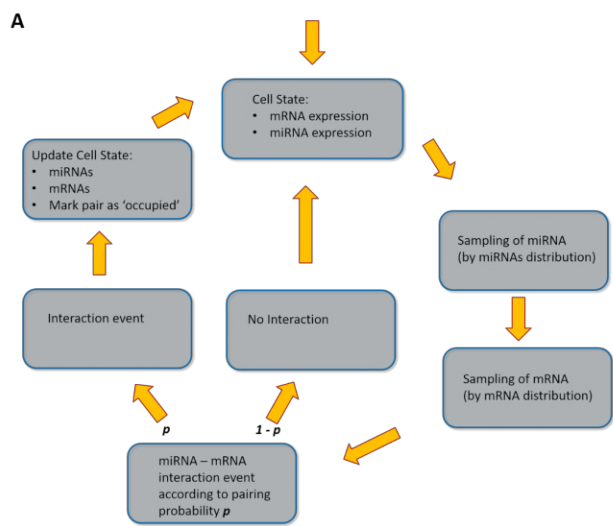 A
Cell State:
• mRNA expression
• miRNA expression
Update Cell State:
• miRNAs
• mRNAs
• Mark pair as ‘occupied’
Sampling of miRNA
(by miRNAs distribution)
Interaction event
No Interaction
Sampling of mRNA
(by mRNA distribution)
p
1 - p
miRNA – mRNA
interaction event
according to pairing
probability p